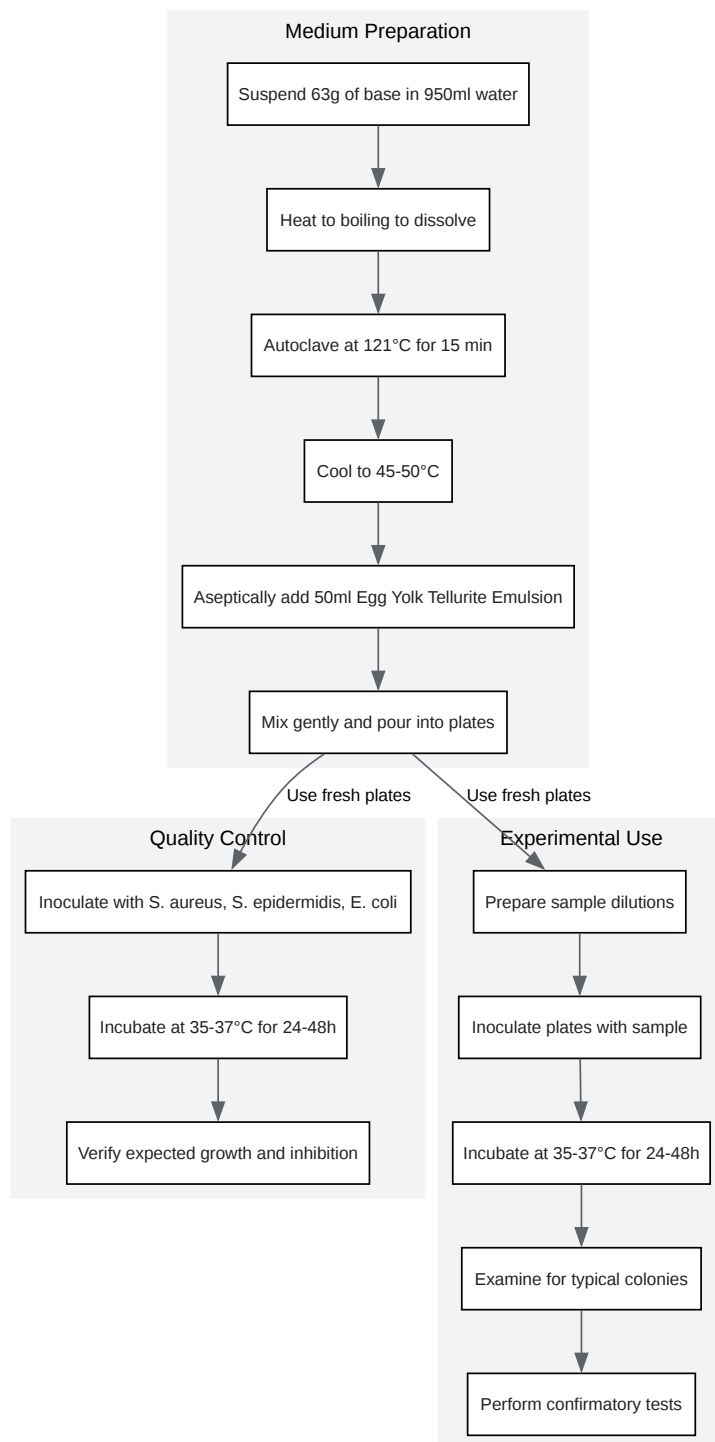 Medium Preparation
Suspend 63g of base in 950ml water
Heat to boiling to dissolve
Autoclave at 121°C for 15 min
Cool to 45-50°C
Aseptically add 50ml Egg Yolk Tellurite Emulsion
Mix gently and pour into plates
Use fresh plates
Use fresh plates
Quality Control
Inoculate with S. aureus, S. epidermidis, E. coli
Incubate at 35-37°C for 24-48h
Verify expected growth and inhibition
Experimental Use
Prepare sample dilutions
Inoculate plates with sample
Incubate at 35-37°C for 24-48h
Examine for typical colonies
Perform confirmatory tests